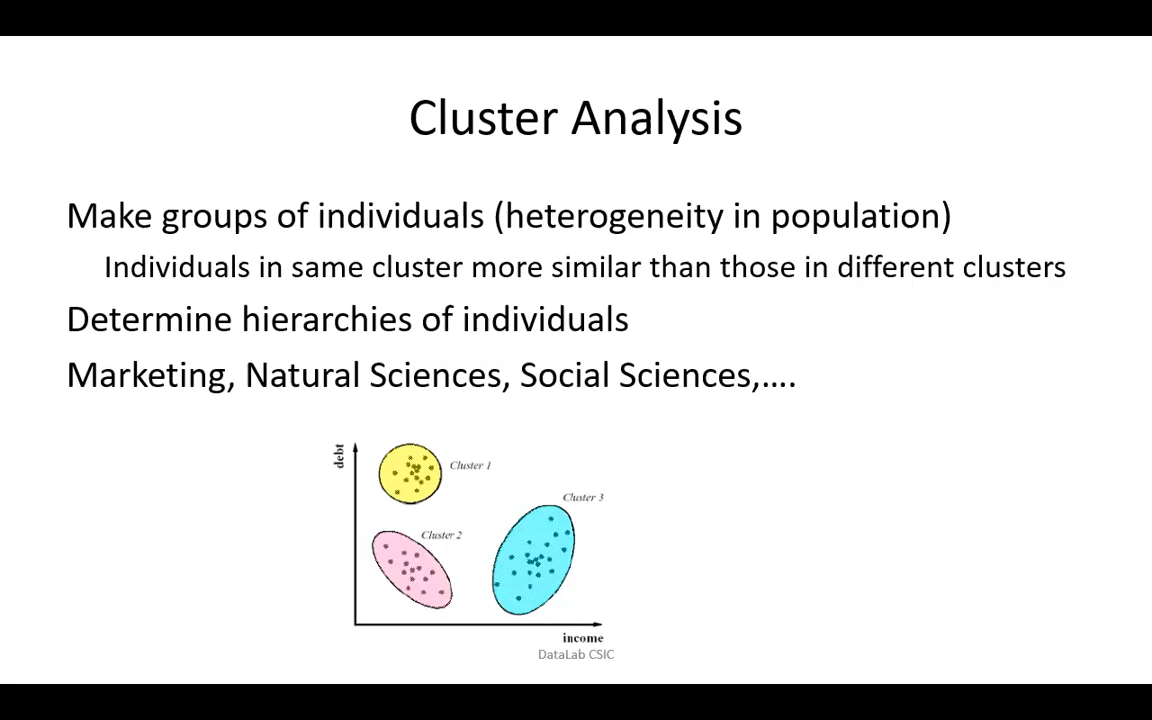 Cluster Analysis
Make groups of individuals (heterogeneity in population)
Individuals in same cluster more similar than those in different clusters
Determine hierarchies of individuals
Marketing, Natural Sciences, Social Sciences,....
debt
Cluster 1
Cluster 3
Cluster 2
income
DataLab CSIC